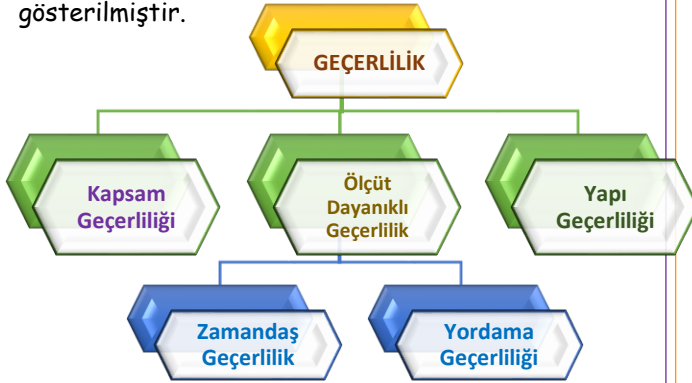 gösterilmiştir.
GEÇERLİLİK
Kapsam
Geçerliliği
Ölçüt
Dayanıklı
Geçerlilik
Yapı
Geçerliliği
Zamandaş
Geçerlilik
Yordama
Geçerliliği